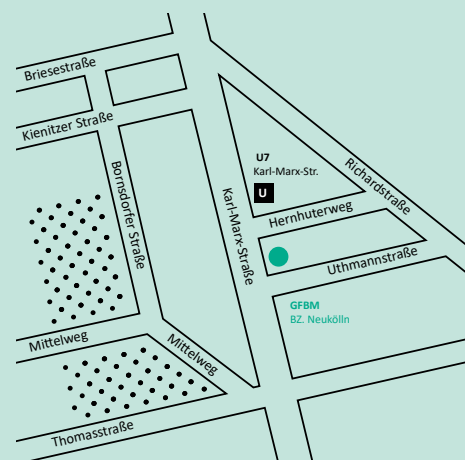 Briesestraße
Kienitzer Straße
Bornsdorfer Straße
U7
Karl-Marx-Str.
U
Richardstraße
Karl-Marx-Straße
Hernhuterweg
Uthmannstraße
GFBM
BZ. Neukölln
Mittelweg
Mittelweg
Thomasstraße